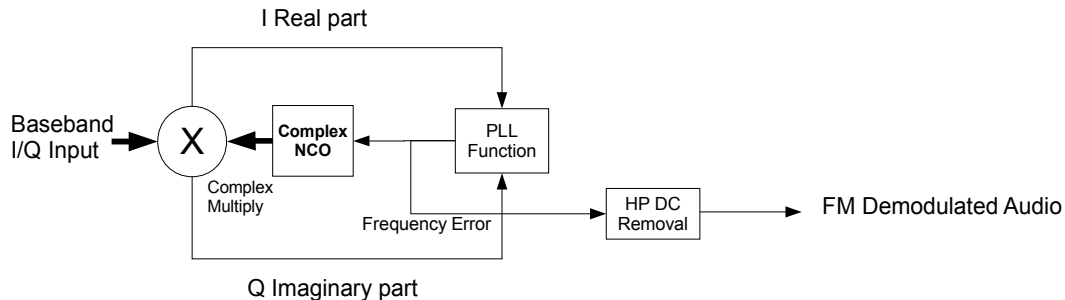 I Real part
Baseband
I/Q Input
X
Complex
NCO
PLL
Function
Complex
Multiply
Frequency Error
HP DC
Removal
FM Demodulated Audio
Q Imaginary part